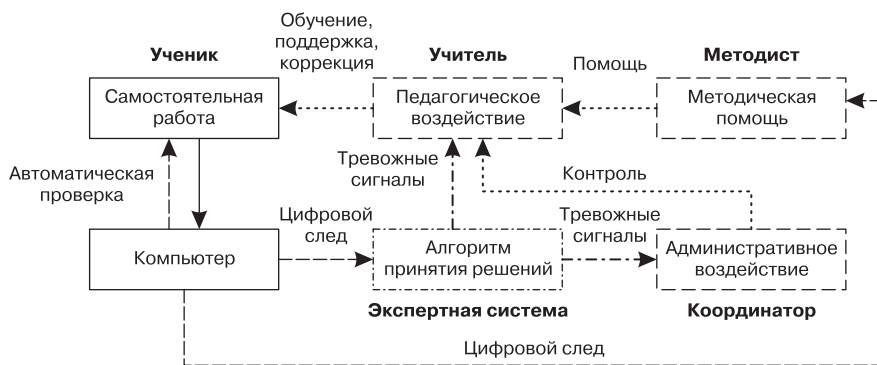 Обучение,
поддержка,
коррекция
Ученик
Учитель
Методист
Помощь
Самостоятельная
работа
Педагогическое
воздействие
Методическая
помощь
Автоматическая
проверка
Тревожные
сигналы
Контроль
Цифровой
след
Тревожные
сигналы
Компьютер
Алгоритм
принятия решений
Административное
воздействие
Экспертная система
Координатор
Цифровой след